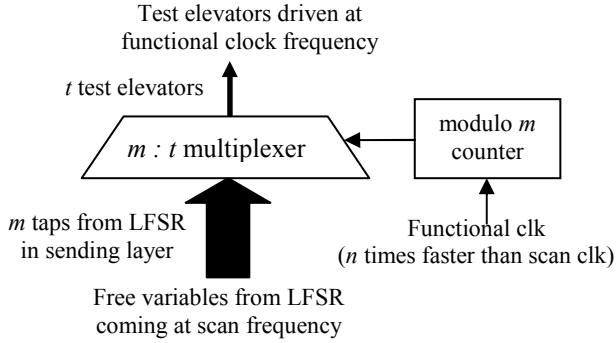 Test elevators driven at
functional clock frequency
t test elevators
m : t multiplexer
modulo m
counter
m taps from LFSR
in sending layer
Functional clk
(n times faster than scan clk)
Free variables from LFSR
coming at scan frequency